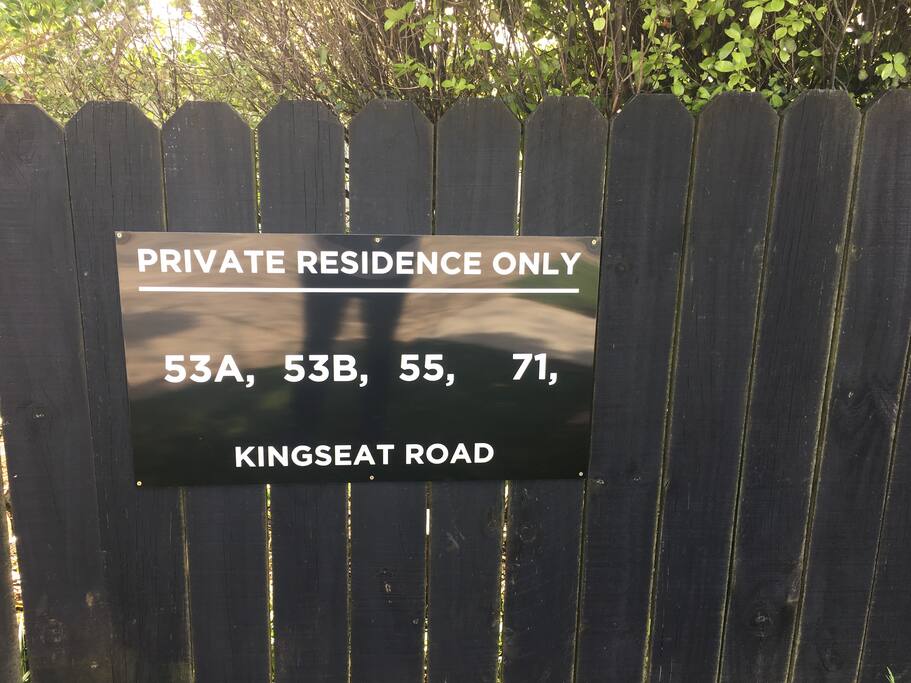 PRIVATE RESIDENCE ONLY
53A, 53B, 55, 71,
KINGSEAT ROAD